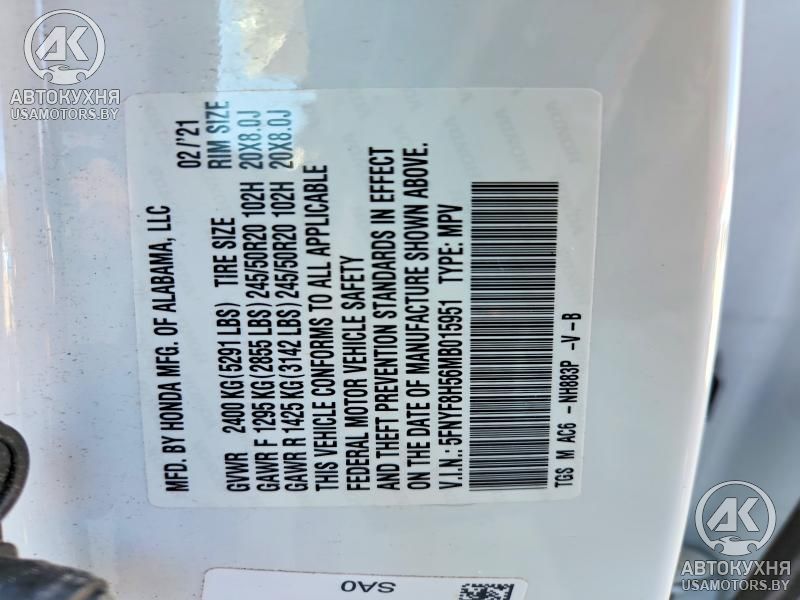 AK
АВТОКУХНЯ
USAMOTORS.BY
MFD. BY HONDA MFG. OF ALABAMA, LLC 02/'21
GVWR 2400 KG(5291 LBS) TIRE SIZE RIM SIZE
GAWR F 1295 KG(2855 LBS)245/50R20 102H 20X8.0J
GAWR R 1425 KG(3142 LBS)245/50R20 102H 20X8.0J
THIS VEHICLE CONFORMS TO ALL APPLICABLE
FEDERAL MOTOR VEHICLE SAFETY
AND THEFT PREVENTION STANDARDS IN EFFECT
ON THE DATE OF MANUFACTURE SHOWN ABOVE.
V.I.N.: 5FNYF8H56MB015951 TYPE: MPV
TGS M AC6 -NH883P -V-B
SA0
AK
АВТОКУХНЯ
USAMOTORS.BY